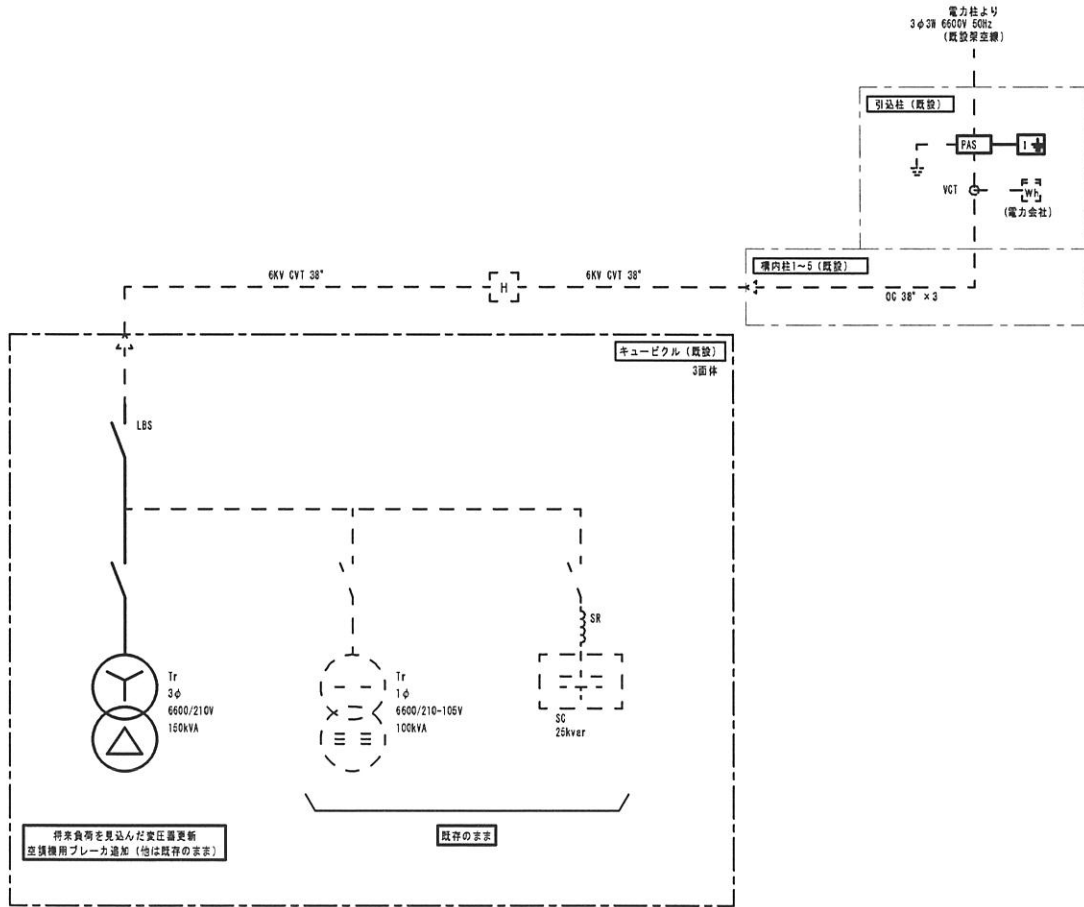 電力柱より
3φ3W 6600V 50Hz
(既設架空線)
引込柱(既設)
PAS
I
VCT
Wh
(電力会社)
構内柱1~5(既設)
6KV CVT 38°
H
6KV CVT 38°
OC 38° ×3
キュービクル(既設)
3面体
LBS
SR
Tr
3φ
6600/210V
150kVA
Tr
1φ
6600/210-105V
100kVA
SC
25kvar
将来負荷を見込んだ変圧器更新
空調機用ブレーカ追加(他は既存のまま)
既存のまま